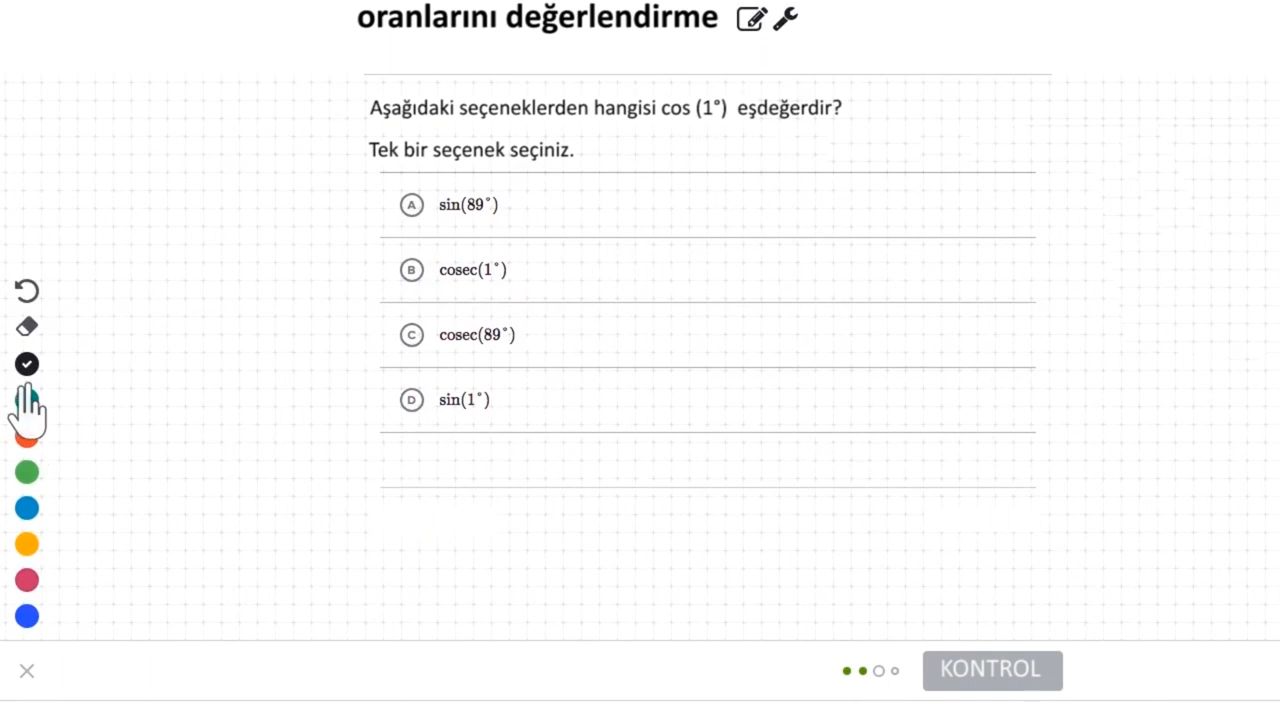 oranlarını değerlendirme
Aşağıdaki seçeneklerden hangisi cos (1°) eşdeğerdir?
Tek bir seçenek seçiniz.
A sin(89°)
B cosec(1°)
C cosec(89°)
D sin(1°)
KONTROL